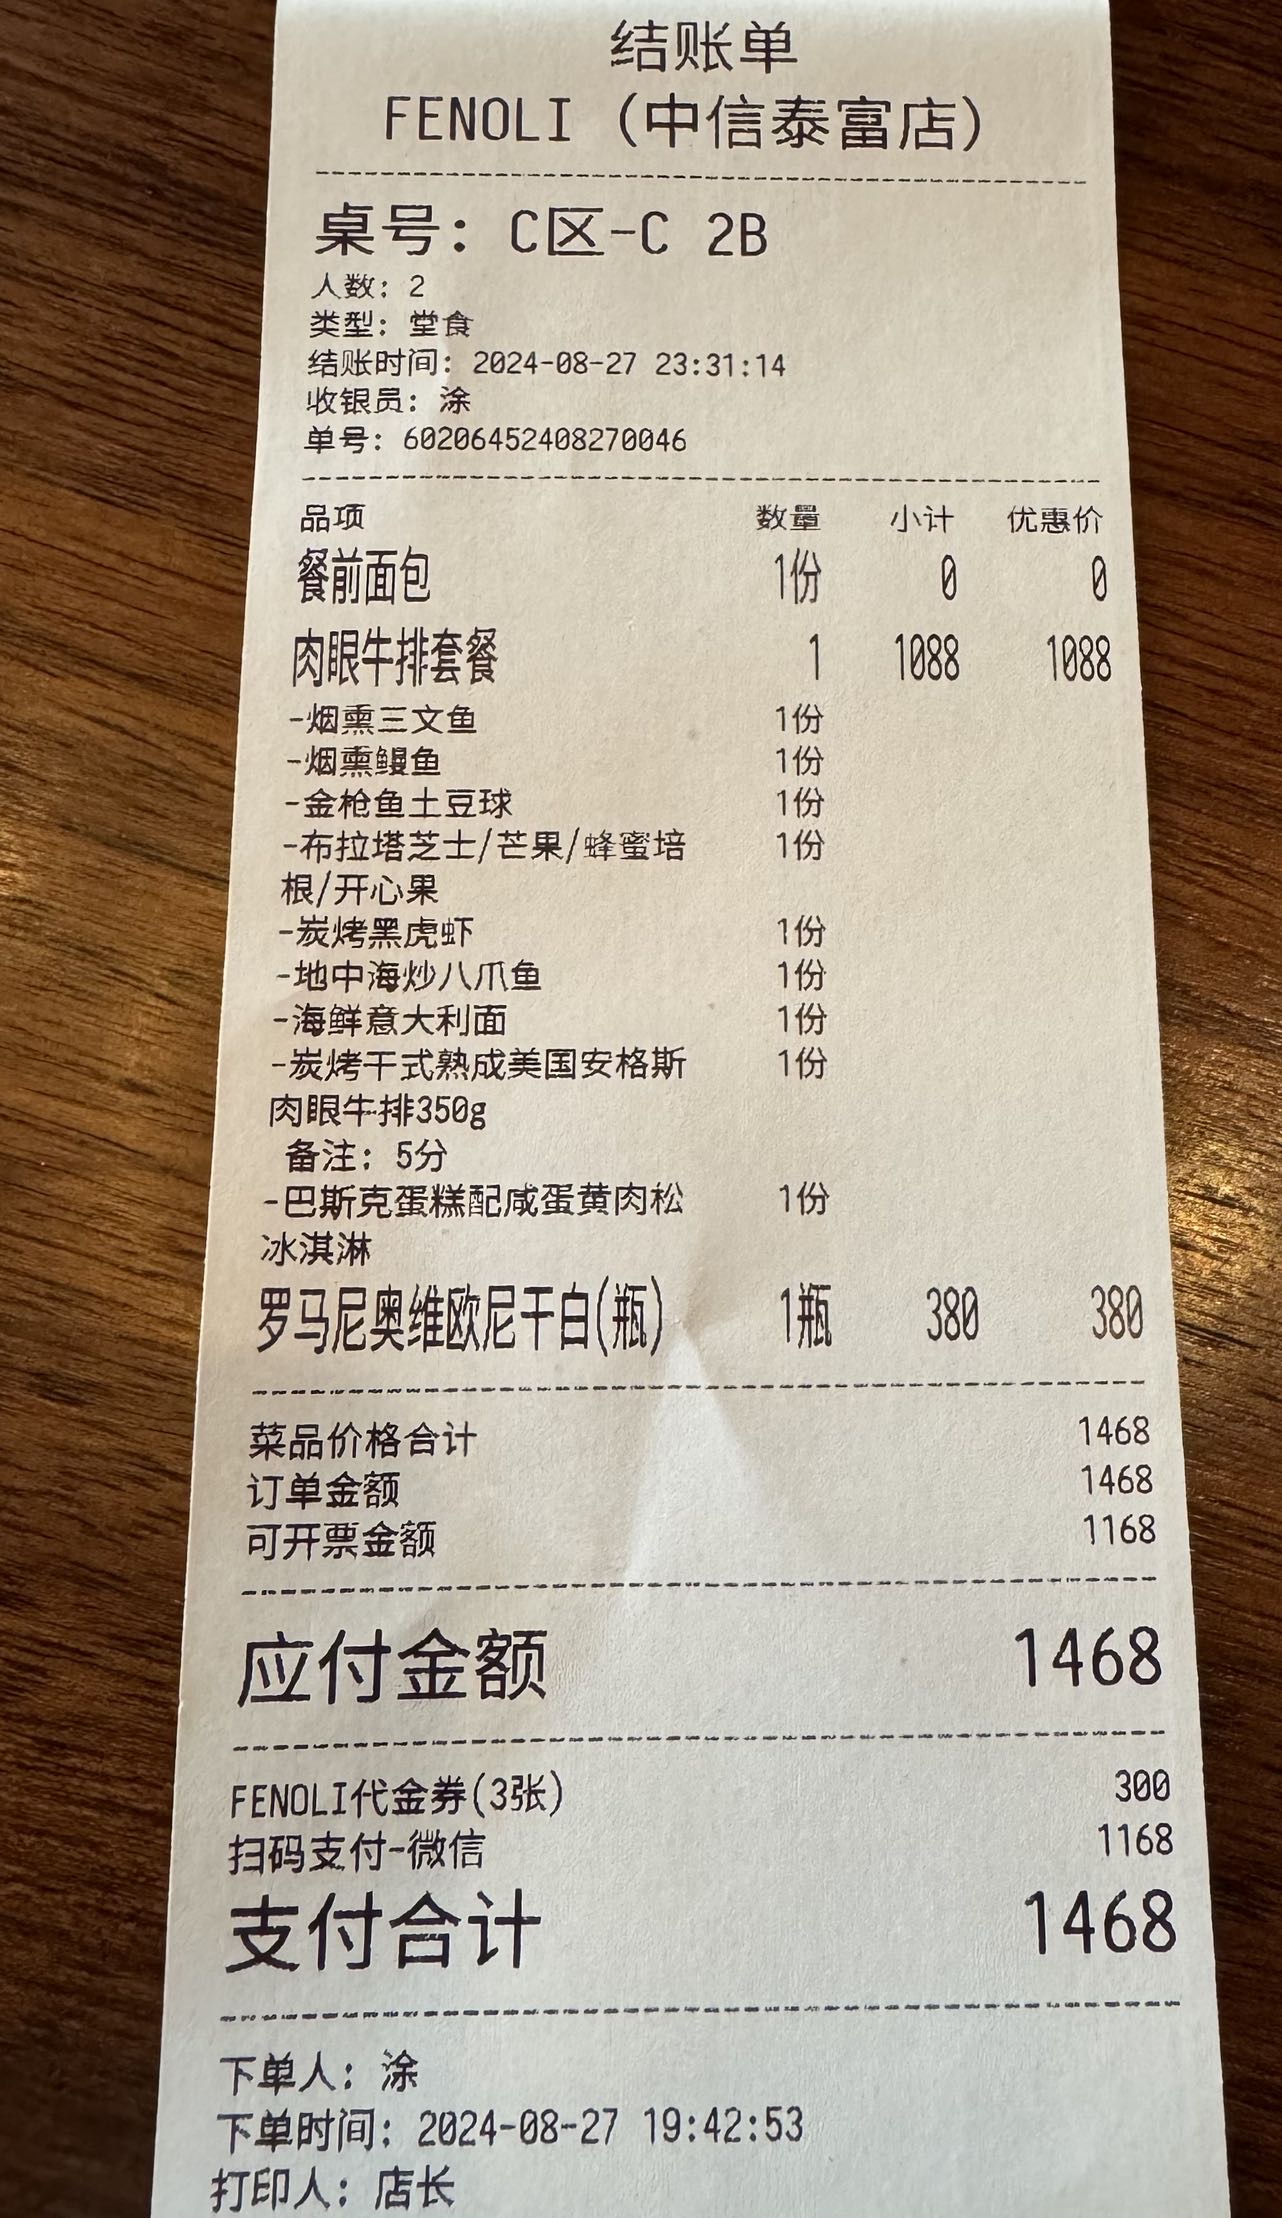 结账单
FENOLI (中信泰富店)
桌号: C区-C 2B
人数: 2
类型: 堂食
结账时间: 2024-08-27 23:31:14
收银员: 涂
单号: 60206452408270046
品项 数量 小计 优惠价
餐前面包 1份 0 0
肉眼牛排套餐 1 1088 1088
-烟熏三文鱼 1份
-烟熏鳗鱼 1份
-金枪鱼土豆球 1份
-布拉塔芝士/芒果/蜂蜜培 1份
根/开心果
-炭烤黑虎虾 1份
-地中海炒八爪鱼 1份
-海鲜意大利面 1份
-炭烤干式熟成美国安格斯 1份
肉眼牛排350g
备注: 5分
-巴斯克蛋糕配咸蛋黄肉松 1份
冰淇淋
罗马尼奥维欧尼干白(瓶) 1瓶 380 380
菜品价格合计 1468
订单金额 1468
可开票金额 1168
应付金额 1468
FENOLI代金券(3张) 300
扫码支付-微信 1168
支付合计 1468
下单人: 涂
下单时间: 2024-08-27 19:42:53
打印人: 店长